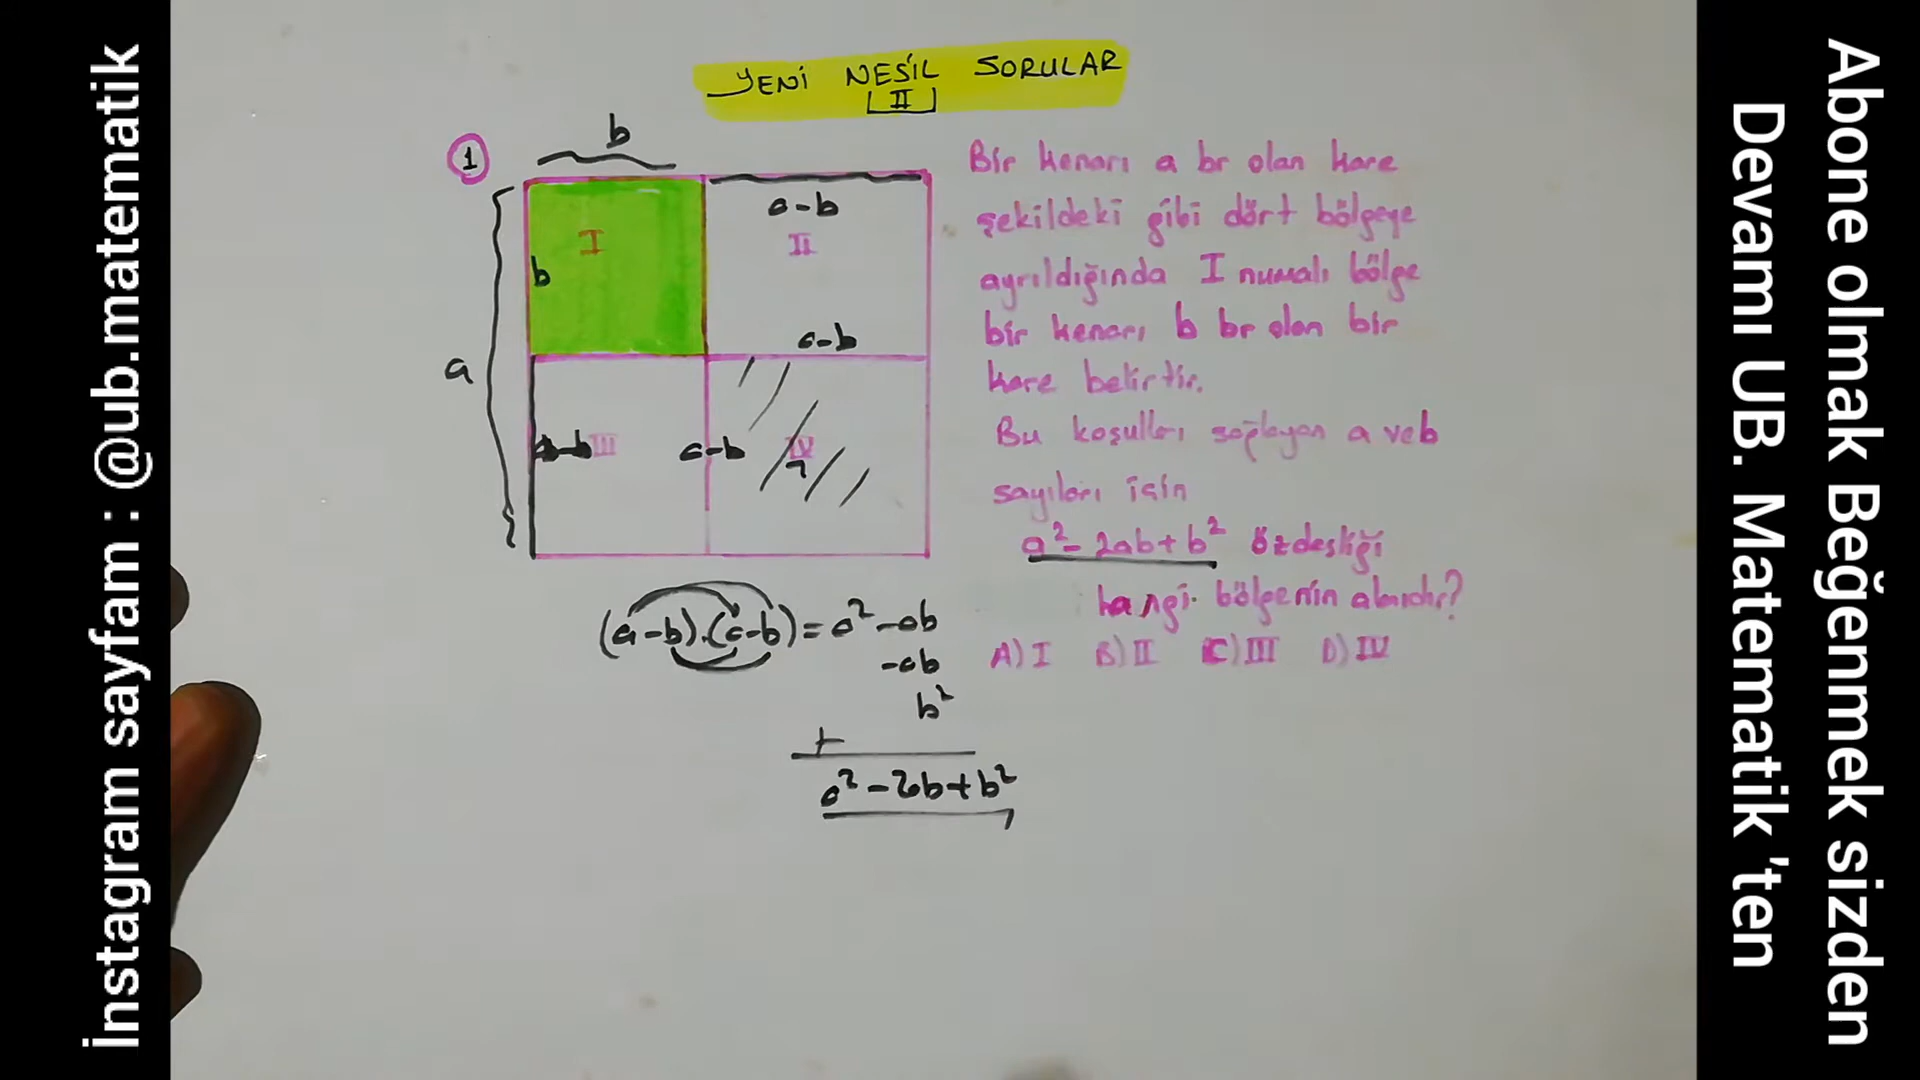 İnstagram sayfam : @ub.matematik
YENİ NESİL SORULAR
II
1
b
a-b
I
II
b
a-b
a
a-b III
a-b
IV
Bir kenarı a br olan kare
şekildeki gibi dört bölgeye
ayrıldığında I numalı bölge
bir kenarı b br olan bir
kare belirtir.
Bu koşulları sağlayan a veb
sayıları için
a²-2ab+b² özdeşliği
hangi bölgenin alanıdır?
A) I B) II C) III D) IV
(a-b).(a-b)=a²-ab
-ab
b²
+
a²-2ab+b²
Abone olmak Beğenmek sizden
Devamı UB. Matematik 'ten